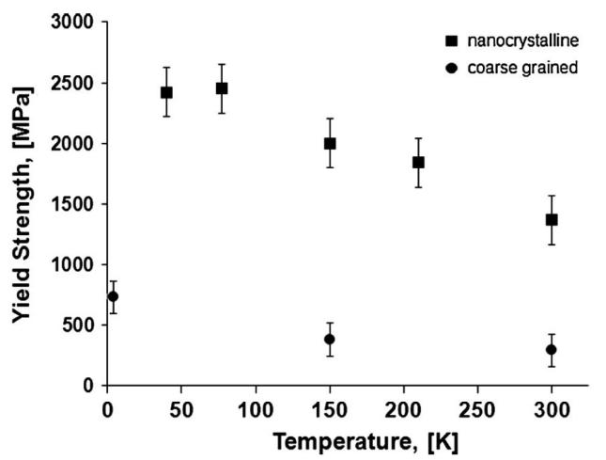 3000
2500
2000
1500
1000
500
0
Yield Strength, [MPa]
nanocrystalline
coarse grained
0 50 100 150 200 250 300
Temperature, [K]